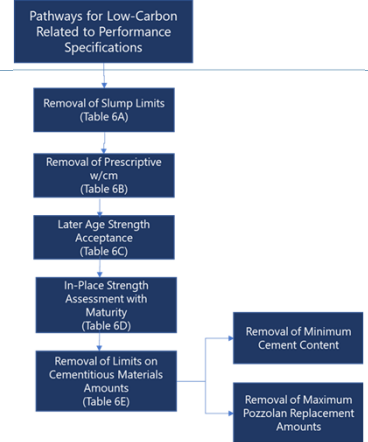 Pathways for Low-Carbon
Related to Performance
Specifications
Removal of Slump Limits
(Table 6A)
Removal of Prescriptive
w/cm
(Table 6B)
Later Age Strength
Acceptance
(Table 6C)
In-Place Strength
Assessment with
Maturity
(Table 6D)
Removal of Limits on
Cementitious Materials
Amounts
(Table 6E)
Removal of Minimum
Cement Content
Removal of Maximum
Pozzolan Replacement
Amounts